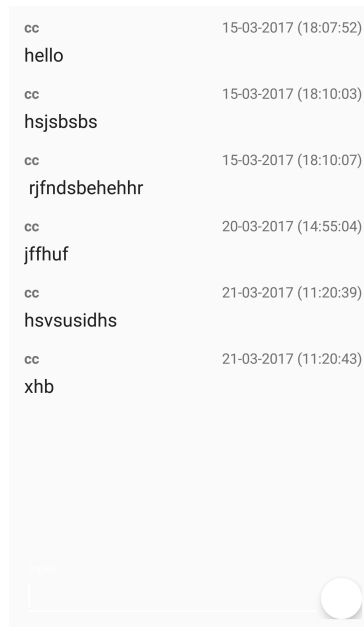 cc 15-03-2017 (18:07:52)
hello
cc 15-03-2017 (18:10:03)
hsjsbsbs
cc 15-03-2017 (18:10:07)
rjfndsbehehhr
cc 20-03-2017 (14:55:04)
jffhuf
cc 21-03-2017 (11:20:39)
hsvsusidhs
cc 21-03-2017 (11:20:43)
xhb